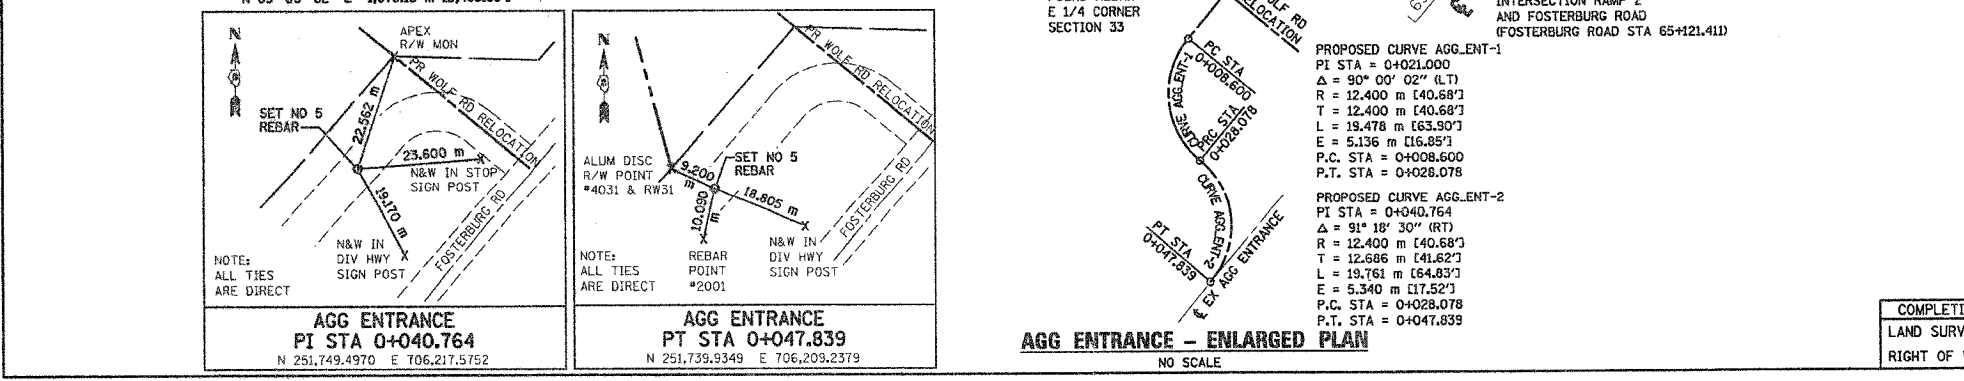 E 1/4 CORNER
SECTION 33
RELOCATION
AND FOSTERBURG ROAD
(FOSTERBURG ROAD STA 65+121.411)
N
APEX
R/W MON
PR WOLF RD RELOCATION
SET NO 5
REBAR
22.562 m
23.600 m
N&W IN STOP
SIGN POST
19.170 m
N&W IN
DIV HWY
SIGN POST
FOSTERBURG RD
NOTE:
ALL TIES
ARE DIRECT
AGG ENTRANCE
PI STA 0+040.764
N 251,749.4970 E 706,217.5752
N
PR WOLF RD RELOCATION
ALUM DISC
R/W POINT
#4031 & RW31
9.200 m
SET NO 5
REBAR
18.805 m
10.090 m
FOSTERBURG RD
NOTE:
ALL TIES
ARE DIRECT
REBAR
POINT
#2001
N&W IN
DIV HWY
SIGN POST
AGG ENTRANCE
PT STA 0+047.839
N 251,739.9349 E 706,209.2379
PC STA
0+008.600
CURVE AGG_ENT-1
PRC STA
0+028.078
CURVE AGG_ENT-2
PT STA
0+047.839
℄ EX AGG ENTRANCE
AGG ENTRANCE - ENLARGED PLAN
NO SCALE
PROPOSED CURVE AGG_ENT-1
PI STA = 0+021.000
Δ = 90° 00' 02" (LT)
R = 12.400 m [40.68']
T = 12.400 m [40.68']
L = 19.478 m [63.90']
E = 5.136 m [16.85']
P.C. STA = 0+008.600
P.T. STA = 0+028.078
PROPOSED CURVE AGG_ENT-2
PI STA = 0+040.764
Δ = 91° 18' 30" (RT)
R = 12.400 m [40.68']
T = 12.686 m [41.62']
L = 19.761 m [64.83']
E = 5.340 m [17.52']
P.C. STA = 0+028.078
P.T. STA = 0+047.839
COMPLETI
LAND SURV
RIGHT OF